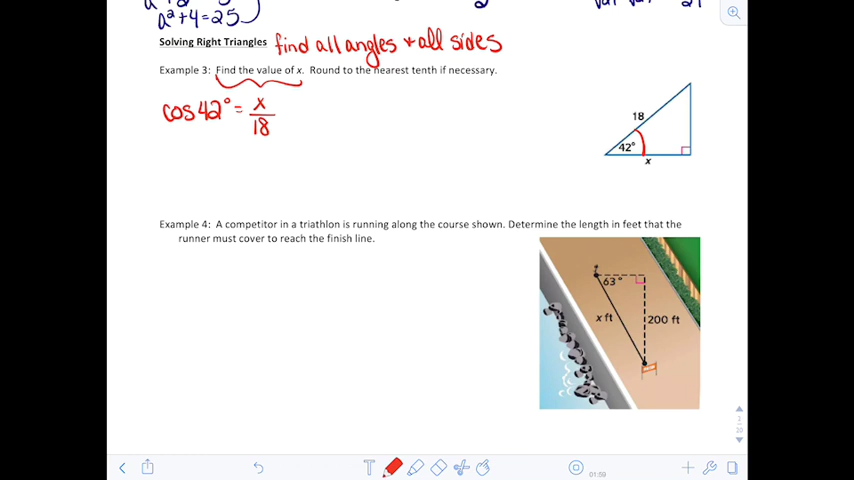 a² + 4 = 25
Solving Right Triangles find all angles + all sides
Example 3: Find the value of x. Round to the nearest tenth if necessary.
cos 42° = x/18
18
42°
x
Example 4: A competitor in a triathlon is running along the course shown. Determine the length in feet that the
runner must cover to reach the finish line.
63°
x ft
200 ft
T
01:59